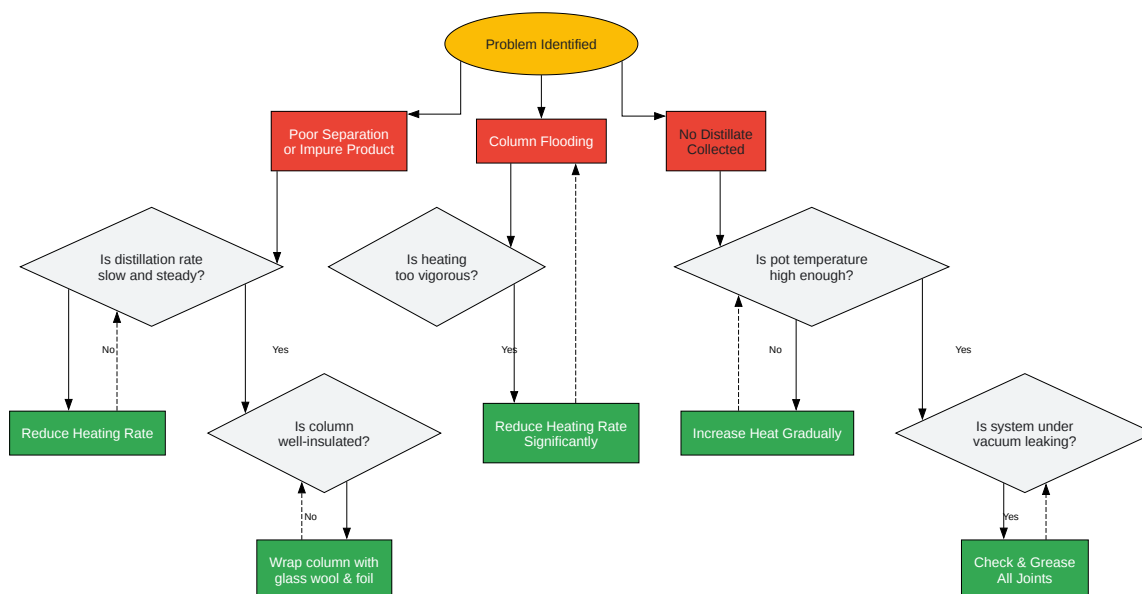 Problem Identified
Poor Separation
or Impure Product
Column Flooding
No Distillate
Collected
Is distillation rate
slow and steady?
Is heating
too vigorous?
Is pot temperature
high enough?
No
Yes
Yes
No
Yes
Reduce Heating Rate
Is column
well-insulated?
Reduce Heating Rate
Significantly
Increase Heat Gradually
Is system under
vacuum leaking?
No
Yes
Wrap column with
glass wool & foil
Check & Grease
All Joints